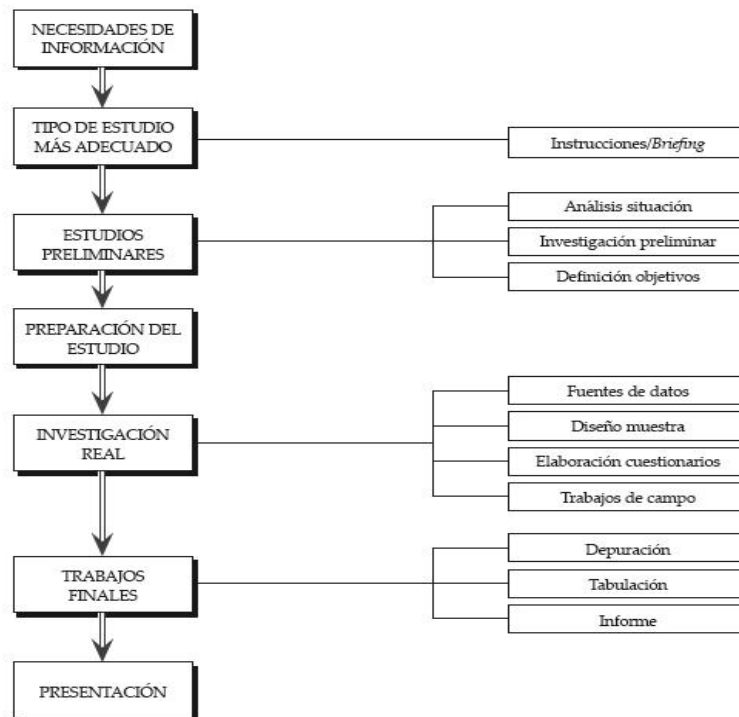 NECESIDADES DE
INFORMACIÓN
TIPO DE ESTUDIO
MÁS ADECUADO
Instrucciones/Briefing
ESTUDIOS
PRELIMINARES
Análisis situación
Investigación preliminar
Definición objetivos
PREPARACIÓN DEL
ESTUDIO
INVESTIGACIÓN
REAL
Fuentes de datos
Diseño muestra
Elaboración cuestionarios
Trabajos de campo
TRABAJOS
FINALES
Depuración
Tabulación
Informe
PRESENTACIÓN